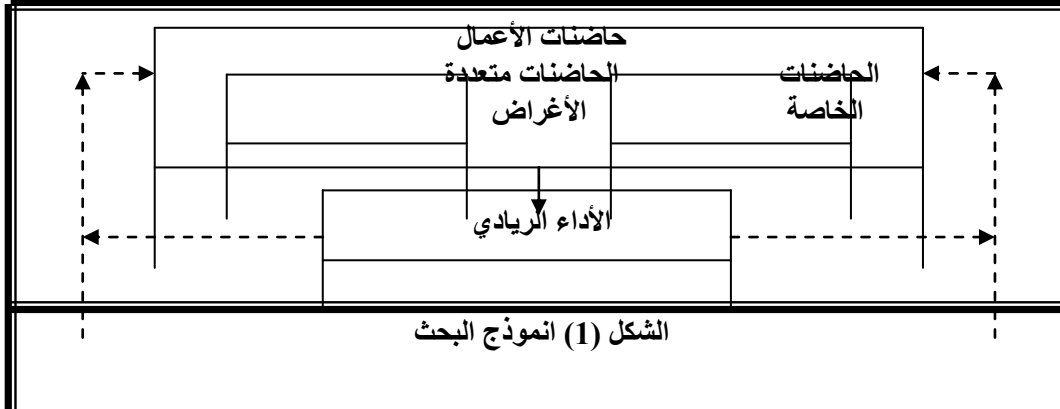 حاضنات الأعمال
الحاضنات متعددة الأغراض
الحاضنات الخاصة
الأداء الريادي
الشكل (1) انموذج البحث